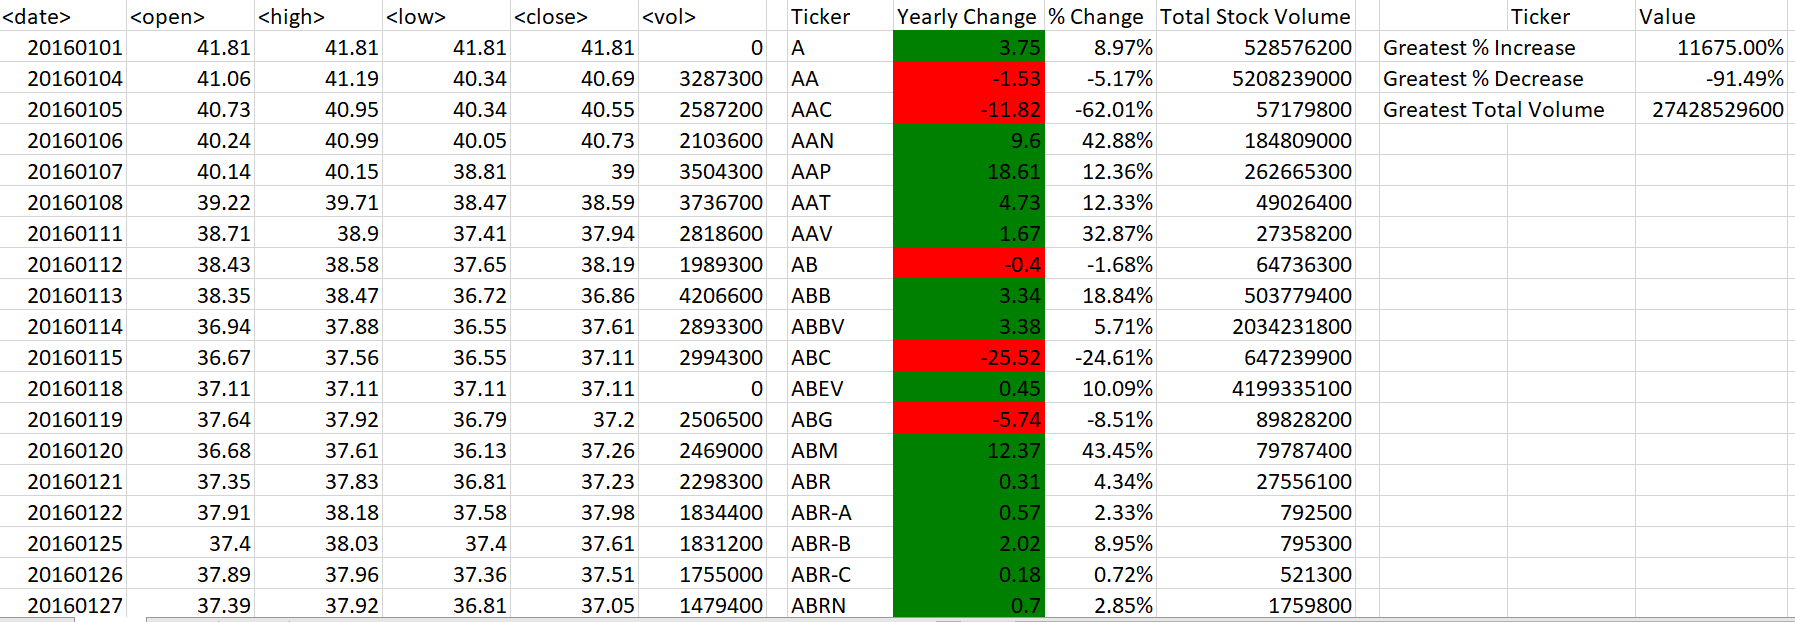 <date> <open> <high> <low> <close> <vol> Ticker Yearly Change % Change Total Stock Volume Ticker Value
20160101 41.81 41.81 41.81 41.81 0 A 3.75 8.97% 528576200 Greatest % Increase 11675.00%
20160104 41.06 41.19 40.34 40.69 3287300 AA -1.53 -5.17% 5208239000 Greatest % Decrease -91.49%
20160105 40.73 40.95 40.34 40.55 2587200 AAC -11.82 -62.01% 57179800 Greatest Total Volume 27428529600
20160106 40.24 40.99 40.05 40.73 2103600 AAN 9.6 42.88% 184809000
20160107 40.14 40.15 38.81 39 3504300 AAP 18.61 12.36% 262665300
20160108 39.22 39.71 38.47 38.59 3736700 AAT 4.73 12.33% 49026400
20160111 38.71 38.9 37.41 37.94 2818600 AAV 1.67 32.87% 27358200
20160112 38.43 38.58 37.65 38.19 1989300 AB -0.4 -1.68% 64736300
20160113 38.35 38.47 36.72 36.86 4206600 ABB 3.34 18.84% 503779400
20160114 36.94 37.88 36.55 37.61 2893300 ABBV 3.38 5.71% 2034231800
20160115 36.67 37.56 36.55 37.11 2994300 ABC -25.52 -24.61% 647239900
20160118 37.11 37.11 37.11 37.11 0 ABEV 0.45 10.09% 4199335100
20160119 37.64 37.92 36.79 37.2 2506500 ABG -5.74 -8.51% 89828200
20160120 36.68 37.61 36.13 37.26 2469000 ABM 12.37 43.45% 79787400
20160121 37.35 37.83 36.81 37.23 2298300 ABR 0.31 4.34% 27556100
20160122 37.91 38.18 37.58 37.98 1834400 ABR-A 0.57 2.33% 792500
20160125 37.4 38.03 37.4 37.61 1831200 ABR-B 2.02 8.95% 795300
20160126 37.89 37.96 37.36 37.51 1755000 ABR-C 0.18 0.72% 521300
20160127 37.39 37.92 36.81 37.05 1479400 ABRN 0.7 2.85% 1759800